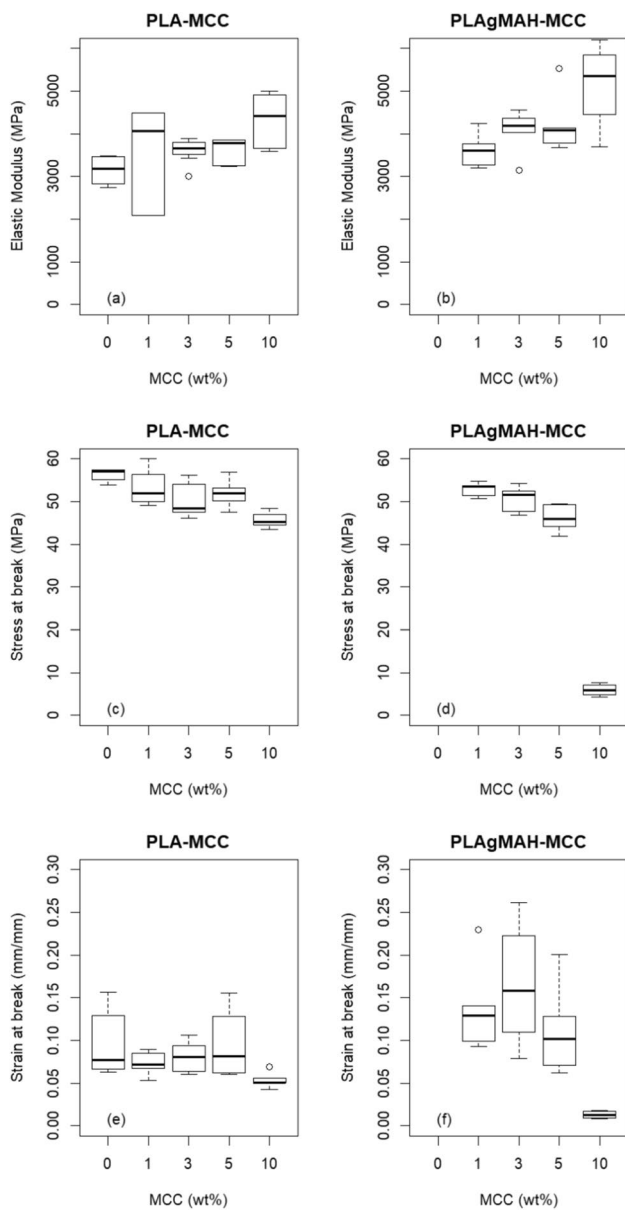 PLA-MCC
Elastic Modulus (MPa)
5000
3000
1000
0
(a)
0 1 3 5 10
MCC (wt%)
PLAgMAH-MCC
Elastic Modulus (MPa)
5000
3000
1000
0
(b)
0 1 3 5 10
MCC (wt%)
PLA-MCC
Stress at break (MPa)
60
50
40
30
20
10
0
(c)
0 1 3 5 10
MCC (wt%)
PLAgMAH-MCC
Stress at break (MPa)
60
50
40
30
20
10
0
(d)
0 1 3 5 10
MCC (wt%)
PLA-MCC
Strain at break (mm/mm)
0.30
0.25
0.20
0.15
0.10
0.05
0.00
(e)
0 1 3 5 10
MCC (wt%)
PLAgMAH-MCC
Strain at break (mm/mm)
0.30
0.25
0.20
0.15
0.10
0.05
0.00
(f)
0 1 3 5 10
MCC (wt%)